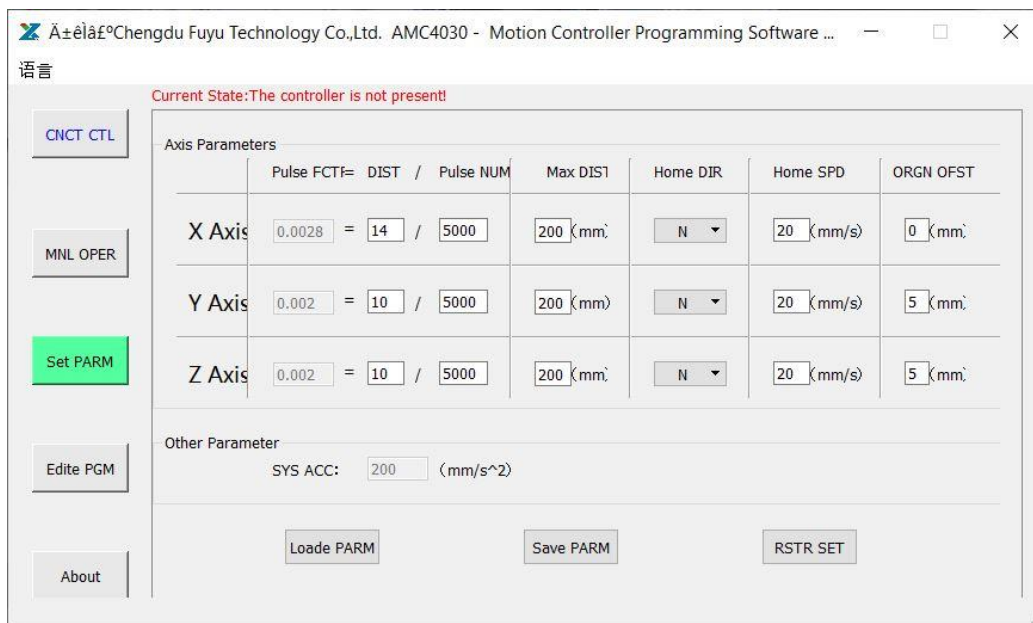 Ä±êÌâ£ºChengdu Fuyu Technology Co.,Ltd. AMC4030 - Motion Controller Programming Software ...
语言
Current State:The controller is not present!
CNCT CTL
Axis Parameters
Pulse FCTF= DIST / Pulse NUM Max DIST Home DIR Home SPD ORGN OFST
X Axis 0.0028 = 14 / 5000 200 (mm) N 20 (mm/s) 0 (mm)
MNL OPER
Y Axis 0.002 = 10 / 5000 200 (mm) N 20 (mm/s) 5 (mm)
Set PARM
Z Axis 0.002 = 10 / 5000 200 (mm) N 20 (mm/s) 5 (mm)
Other Parameter
Edite PGM
SYS ACC: 200 (mm/s^2)
Loade PARM Save PARM RSTR SET
About